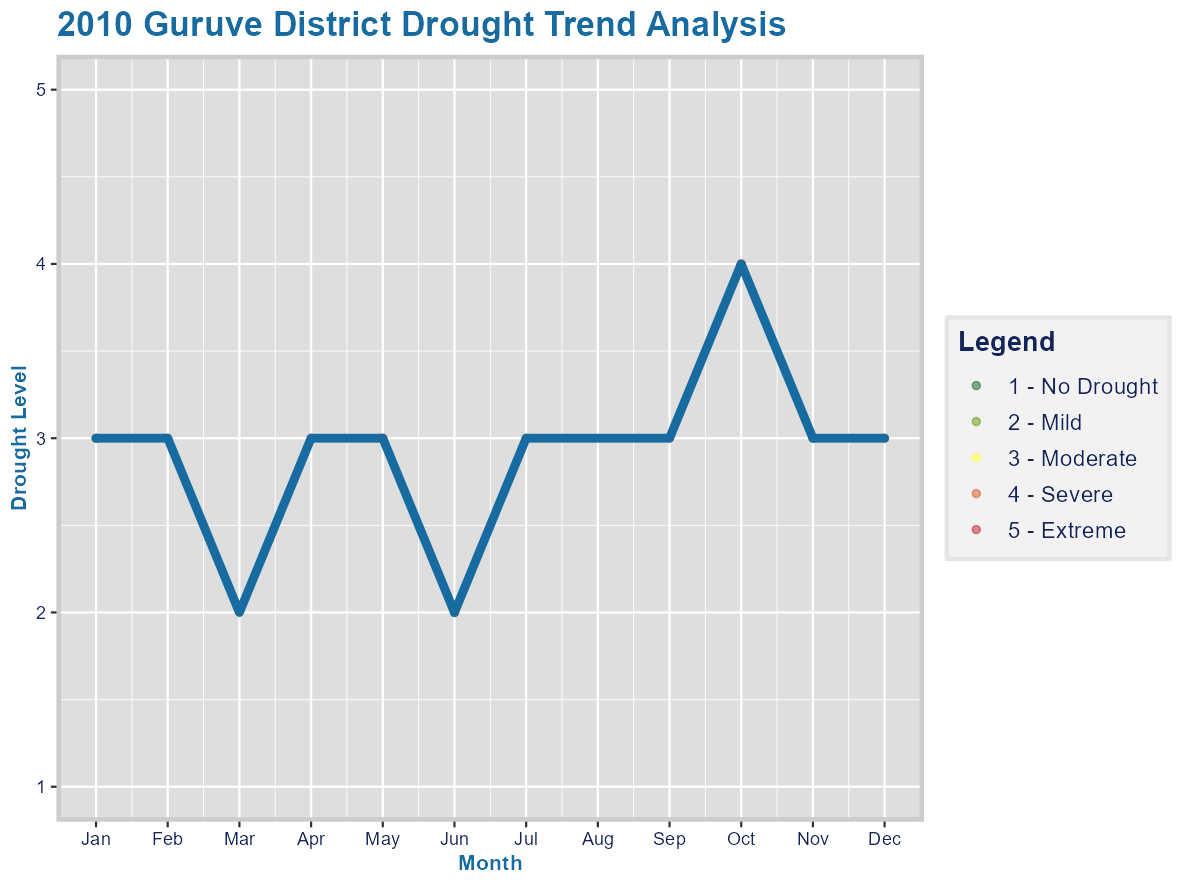 2010 Guruve District Drought Trend Analysis
5
4
3
2
1
Drought Level
Jan Feb Mar Apr May Jun Jul Aug Sep Oct Nov Dec
Month
Legend
1 - No Drought
2 - Mild
3 - Moderate
4 - Severe
5 - Extreme